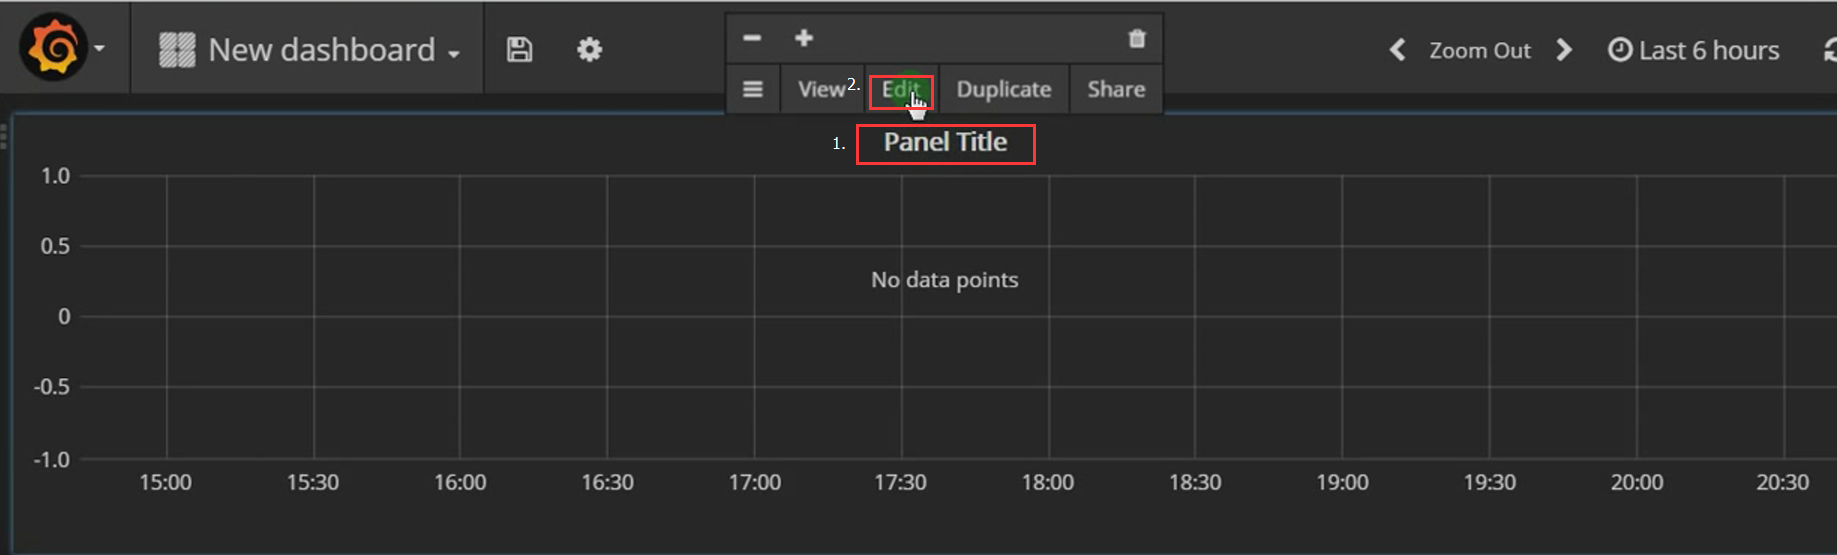 New dashboard
Zoom Out
Last 6 hours
View
2.
Edit
Duplicate
Share
1.
Panel Title
1.0
0.5
No data points
0
-0.5
-1.0
15:00 15:30 16:00 16:30 17:00 17:30 18:00 18:30 19:00 19:30 20:00 20:30